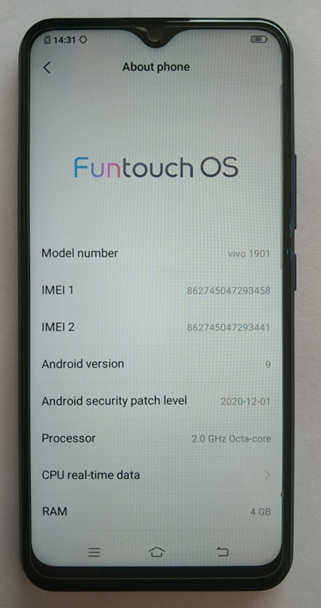 14:31
About phone
Funtouch OS
Model number vivo 1901
IMEI 1 862745047293458
IMEI 2 862745047293441
Android version 9
Android security patch level 2020-12-01
Processor 2.0 GHz Octa-core
CPU real-time data
RAM 4 GB